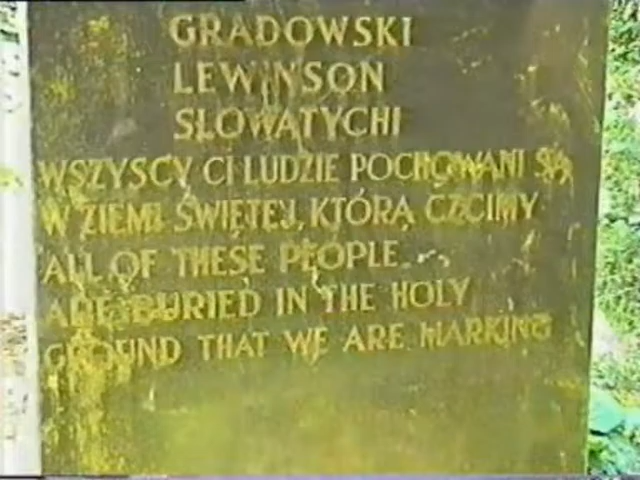 GRADOWSKI
LEWINSON
SLOWATYCHI
WSZYSCY CI LUDZIE POCHOWANI SĄ
W ZIEMI ŚWIĘTEJ, KTÓRĄ CZCIMY
ALL OF THESE PEOPLE
ARE BURIED IN THE HOLY
GROUND THAT WE ARE MARKING